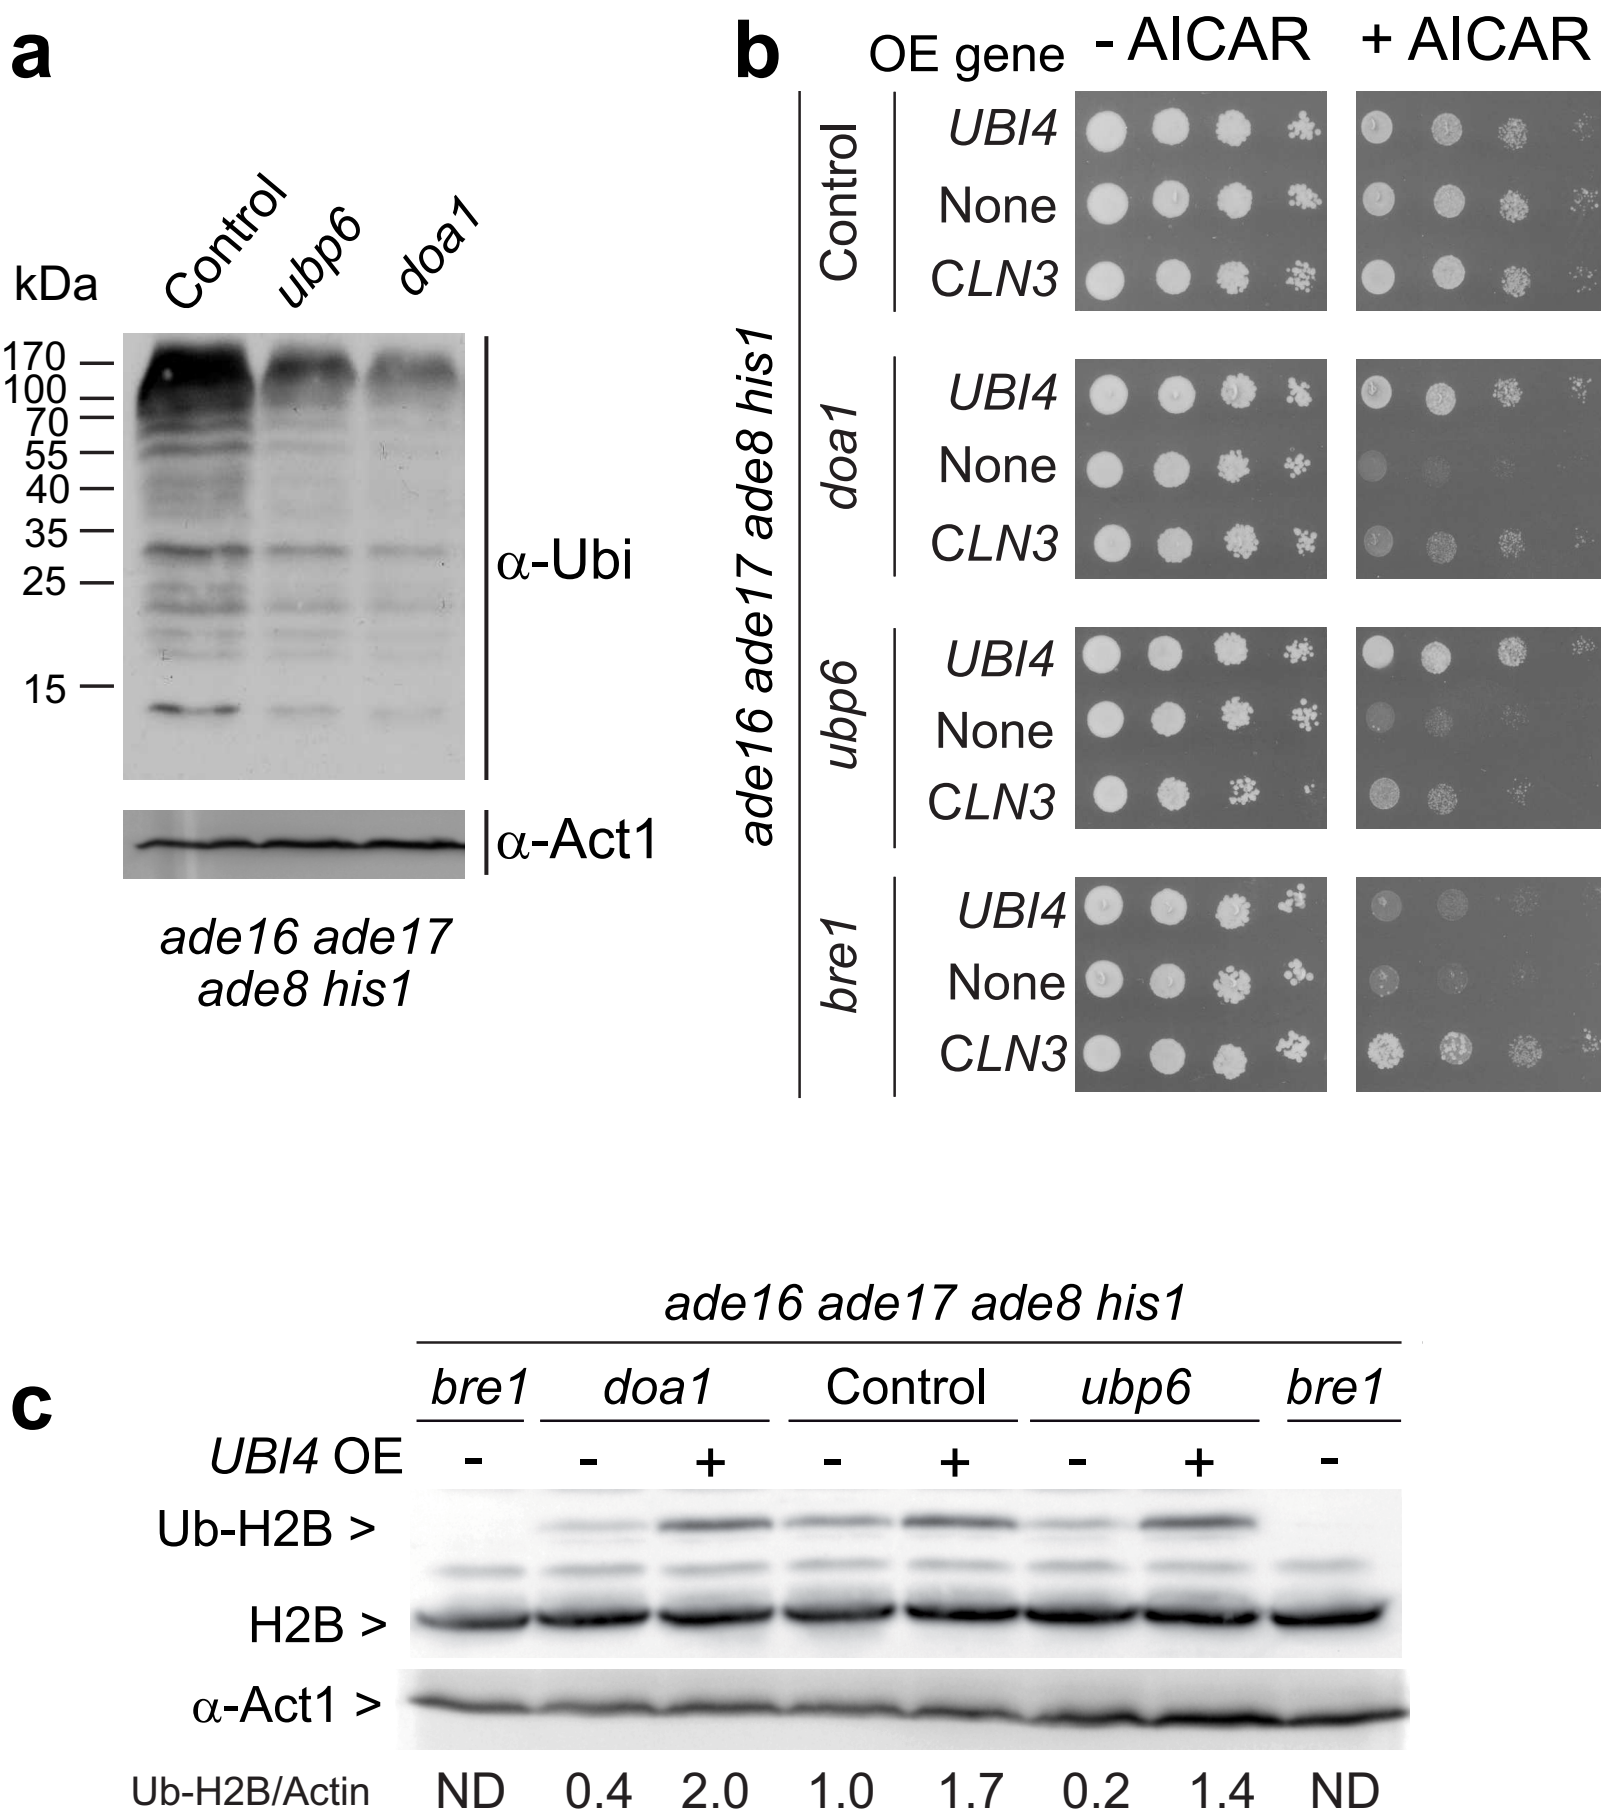 a
Control
ubp6
doa1
kDa
170
100
70
55
40
35
25
15
α-Ubi
α-Act1
ade16 ade17
ade8 his1
b
OE gene
- AICAR
+ AICAR
ade16 ade17 ade8 his1
Control
UBI4
None
CLN3
doa1
UBI4
None
CLN3
ubp6
UBI4
None
CLN3
bre1
UBI4
None
CLN3
c
ade16 ade17 ade8 his1
bre1 doa1 Control ubp6 bre1
UBI4 OE - - + - + - + -
Ub-H2B >
H2B >
α-Act1 >
Ub-H2B/Actin ND 0.4 2.0 1.0 1.7 0.2 1.4 ND